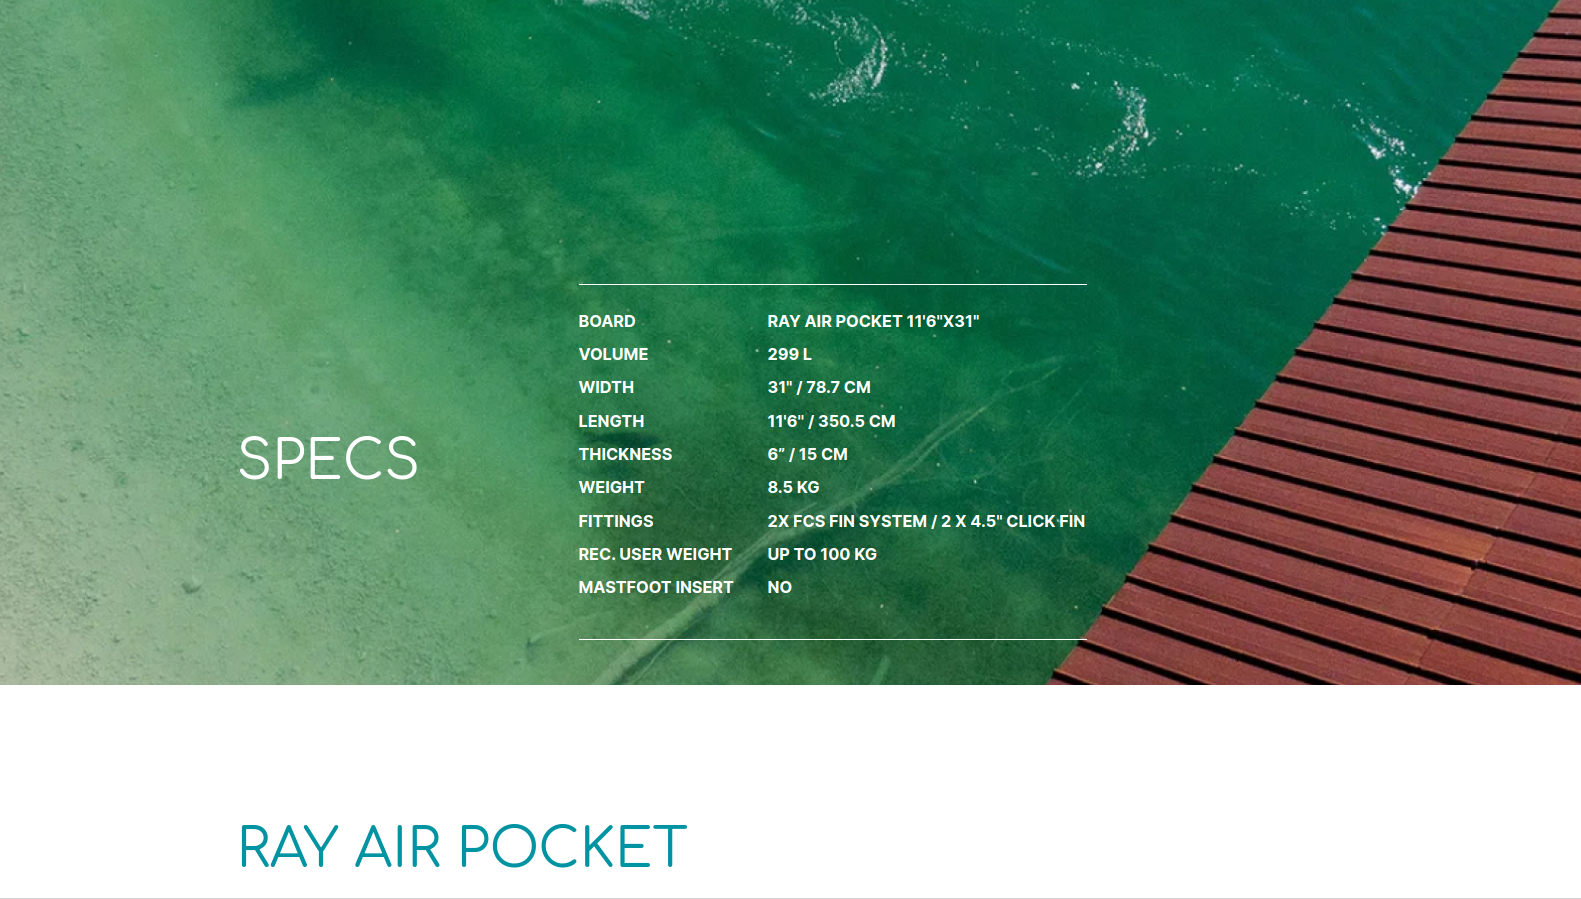 SPECS
BOARD RAY AIR POCKET 11'6"X31"
VOLUME 299 L
WIDTH 31" / 78.7 CM
LENGTH 11'6" / 350.5 CM
THICKNESS 6” / 15 CM
WEIGHT 8.5 KG
FITTINGS 2X FCS FIN SYSTEM / 2 X 4.5" CLICK FIN
REC. USER WEIGHT UP TO 100 KG
MASTFOOT INSERT NO
RAY AIR POCKET